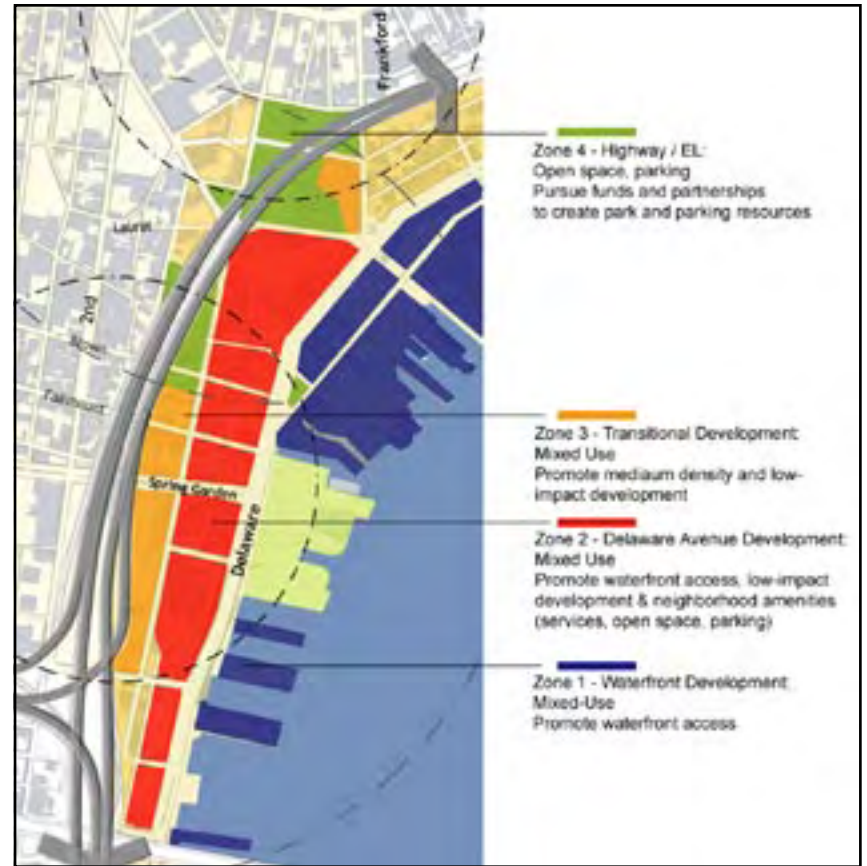 Frankford
Zone 4 - Highway / EL:
Open space, parking
Pursue funds and partnerships
to create park and parking resources
Laurel
2nd
Brown
Fairmount
Zone 3 - Transitional Development:
Mixed Use
Promote mediaum density and low-
impact development
Spring Garden
Delaware
Zone 2 - Delaware Avenue Development:
Mixed Use
Promote waterfront access, low-impact
development & neighborhood amenities
(services, open space, parking)
Zone 1 - Waterfront Development:
Mixed-Use
Promote waterfront access